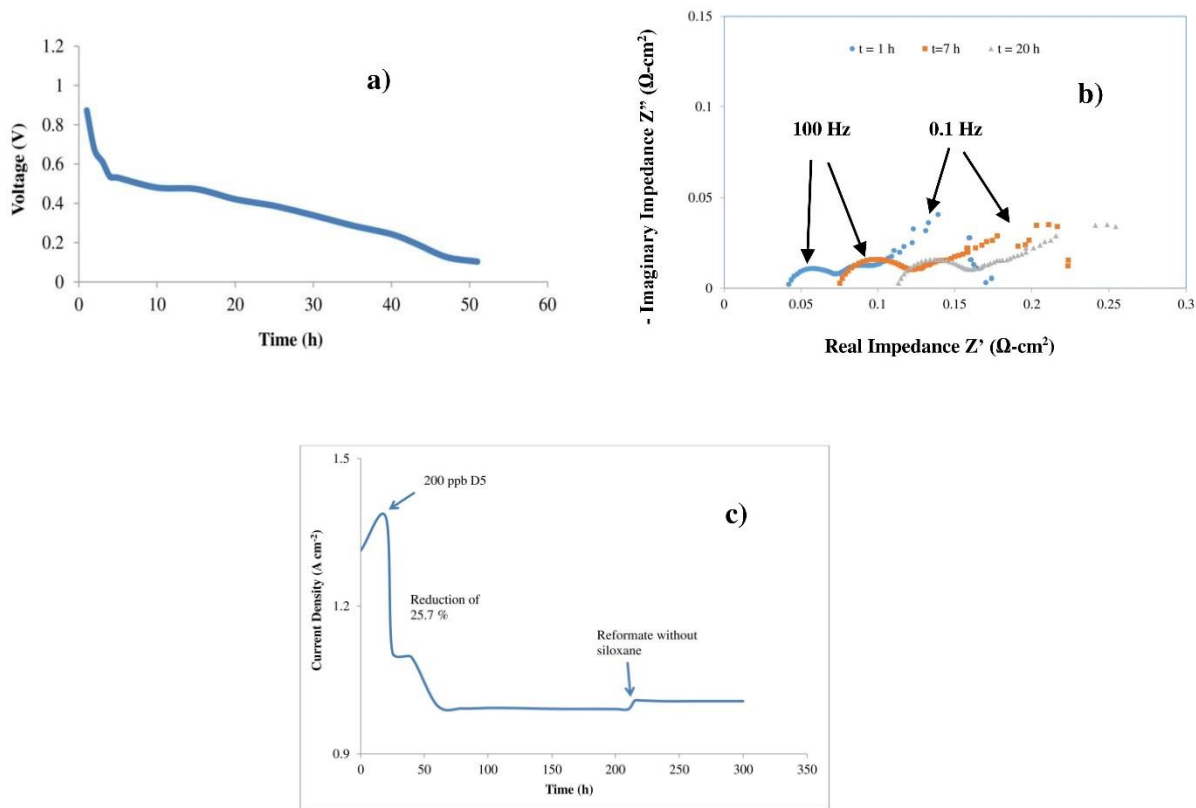 1.2
1
0.8
0.6
0.4
0.2
0
0 10 20 30 40 50 60
Voltage (V)
Time (h)
a)
0.15
0.1
0.05
0
0 0.05 0.1 0.15 0.2 0.25 0.3
- Imaginary Impedance Z” (Ω-cm²)
Real Impedance Z’ (Ω-cm²)
t = 1 h t=7 h t = 20 h
b)
100 Hz 0.1 Hz
1.5
1.2
0.9
0 50 100 150 200 250 300 350
Current Density (A cm⁻²)
Time (h)
200 ppb D5
c)
Reduction of
25.7 %
Reformate without
siloxane